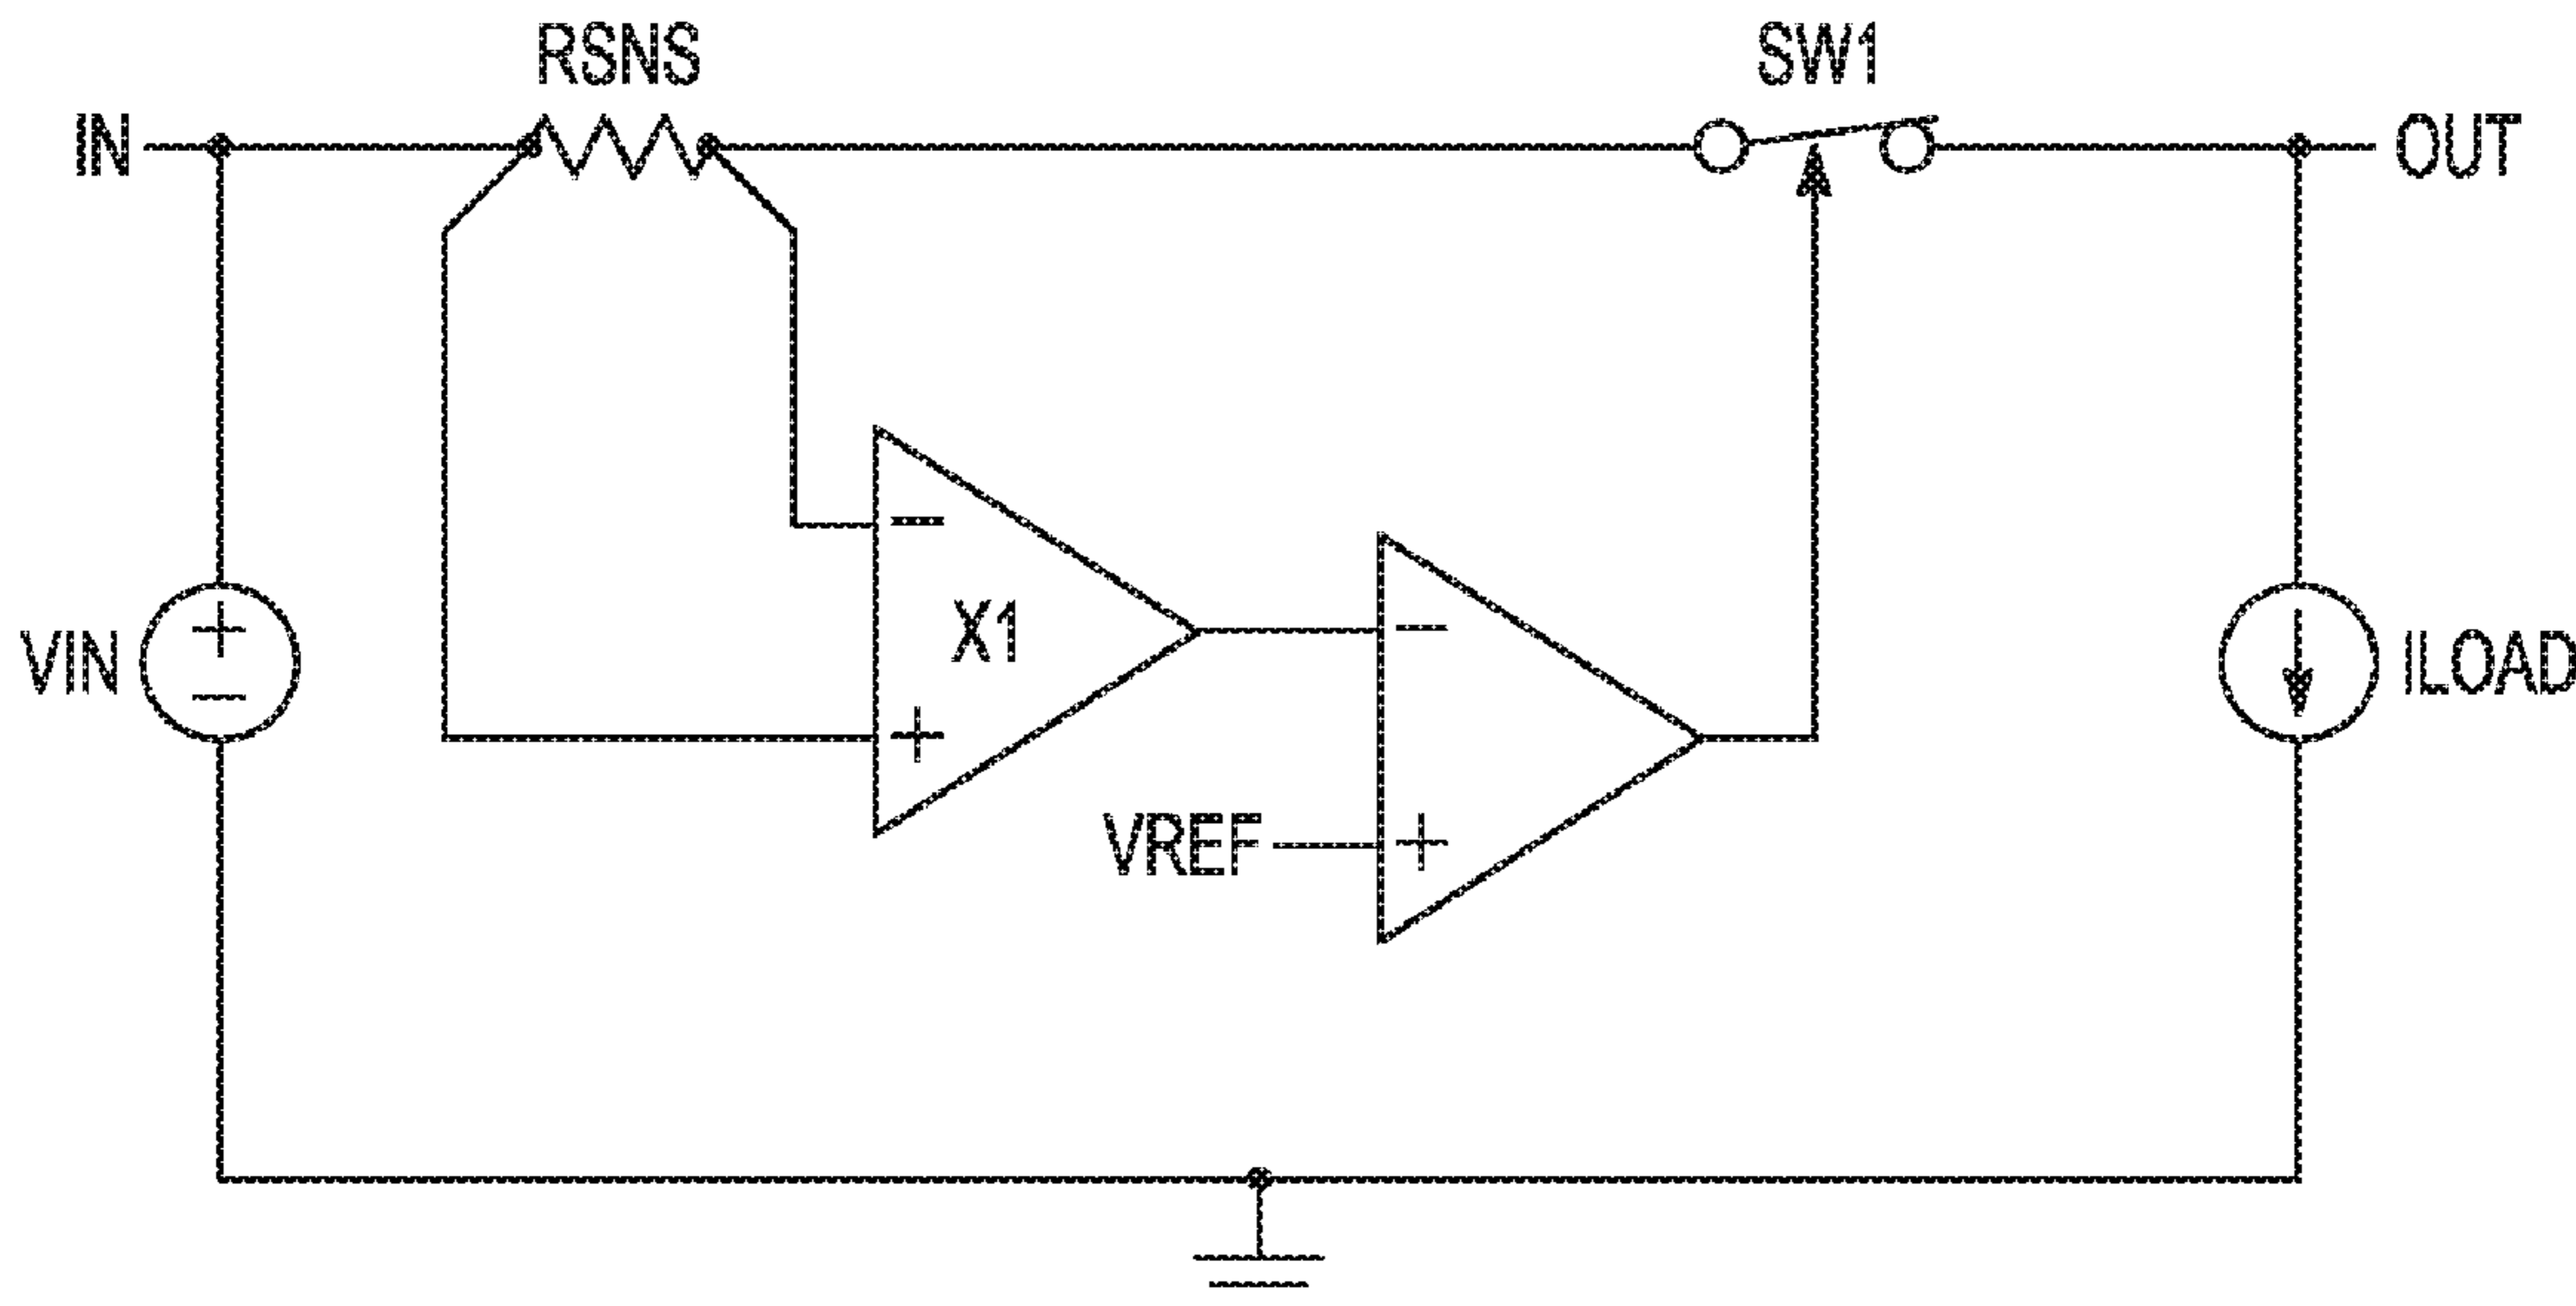 RSNS
SW1
IN
OUT
−
X1
+
−
VREF
+
VIN
+
−
ILOAD